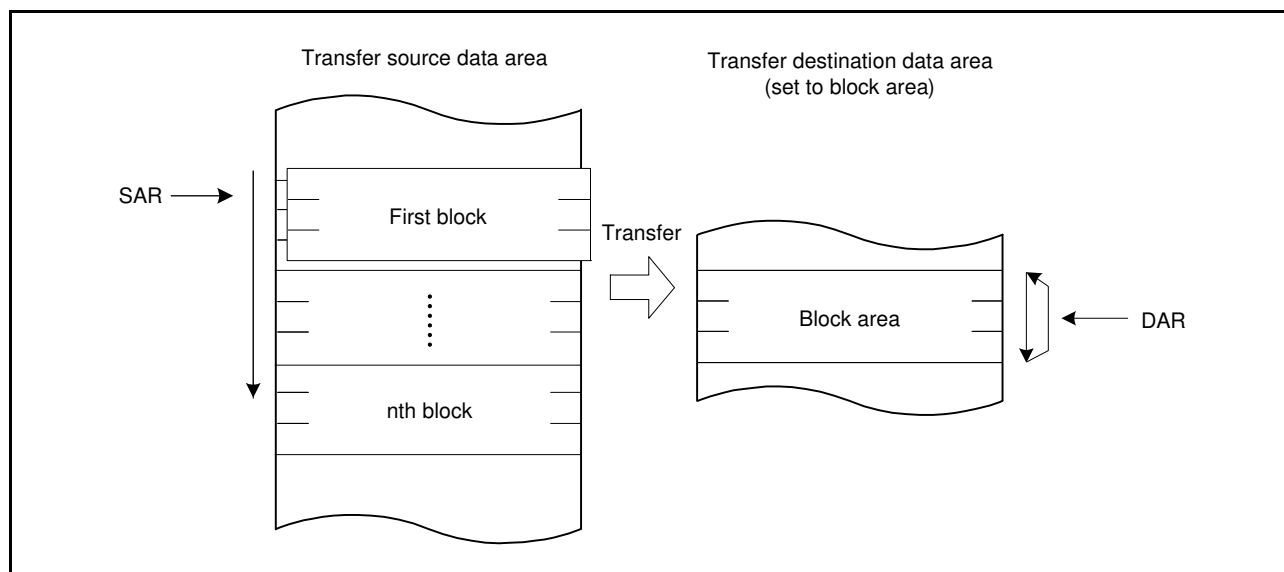 Transfer source data area
Transfer destination data area
(set to block area)
SAR
First block
Transfer
Block area
DAR
nth block